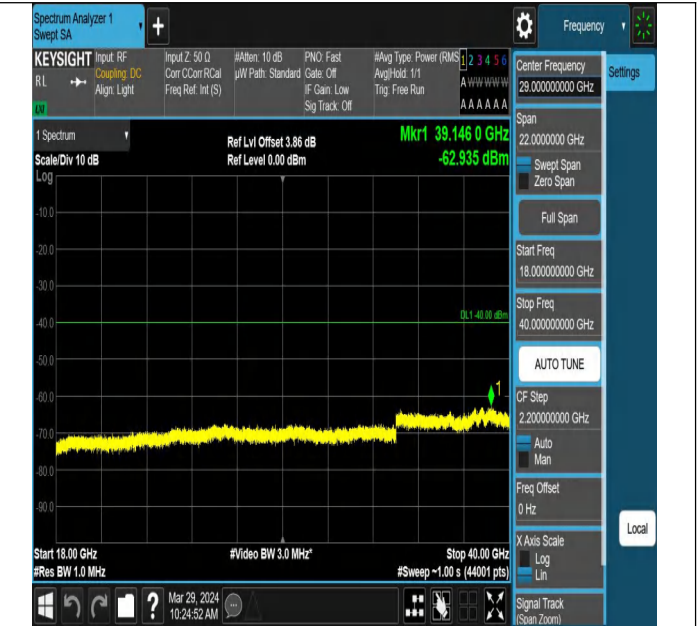 Spectrum Analyzer 1
Swept SA
+
Frequency
KEYSIGHT
RL
LXI
Input: RF
Coupling: DC
Align: Light
Input Z: 50 Ω
Corr CCorr RCal
Freq Ref: Int (S)
#Atten: 10 dB
µW Path: Standard
PNO: Fast
Gate: Off
IF Gain: Low
Sig Track: Off
#Avg Type: Power (RMS
Avg|Hold: 1/1
Trig: Free Run
1 2 3 4 5 6
A W W W W W
A A A A A A
1 Spectrum
Scale/Div 10 dB
Ref Lvl Offset 3.86 dB
Ref Level 0.00 dBm
Mkr1 39.146 0 GHz
-62.935 dBm
Log
-10.0
-20.0
-30.0
-40.0
DL1 -40.00 dBm
-50.0
-60.0
1
-70.0
-80.0
-90.0
Start 18.00 GHz
#Res BW 1.0 MHz
#Video BW 3.0 MHz*
Stop 40.00 GHz
#Sweep ~1.00 s (44001 pts)
Center Frequency
29.000000000 GHz
Settings
Span
22.0000000 GHz
Swept Span
Zero Span
Full Span
Start Freq
18.000000000 GHz
Stop Freq
40.000000000 GHz
AUTO TUNE
CF Step
2.200000000 GHz
Auto
Man
Freq Offset
0 Hz
X Axis Scale
Log
Lin
Local
Signal Track
(Span Zoom)
?
Mar 29, 2024
10:24:52 AM